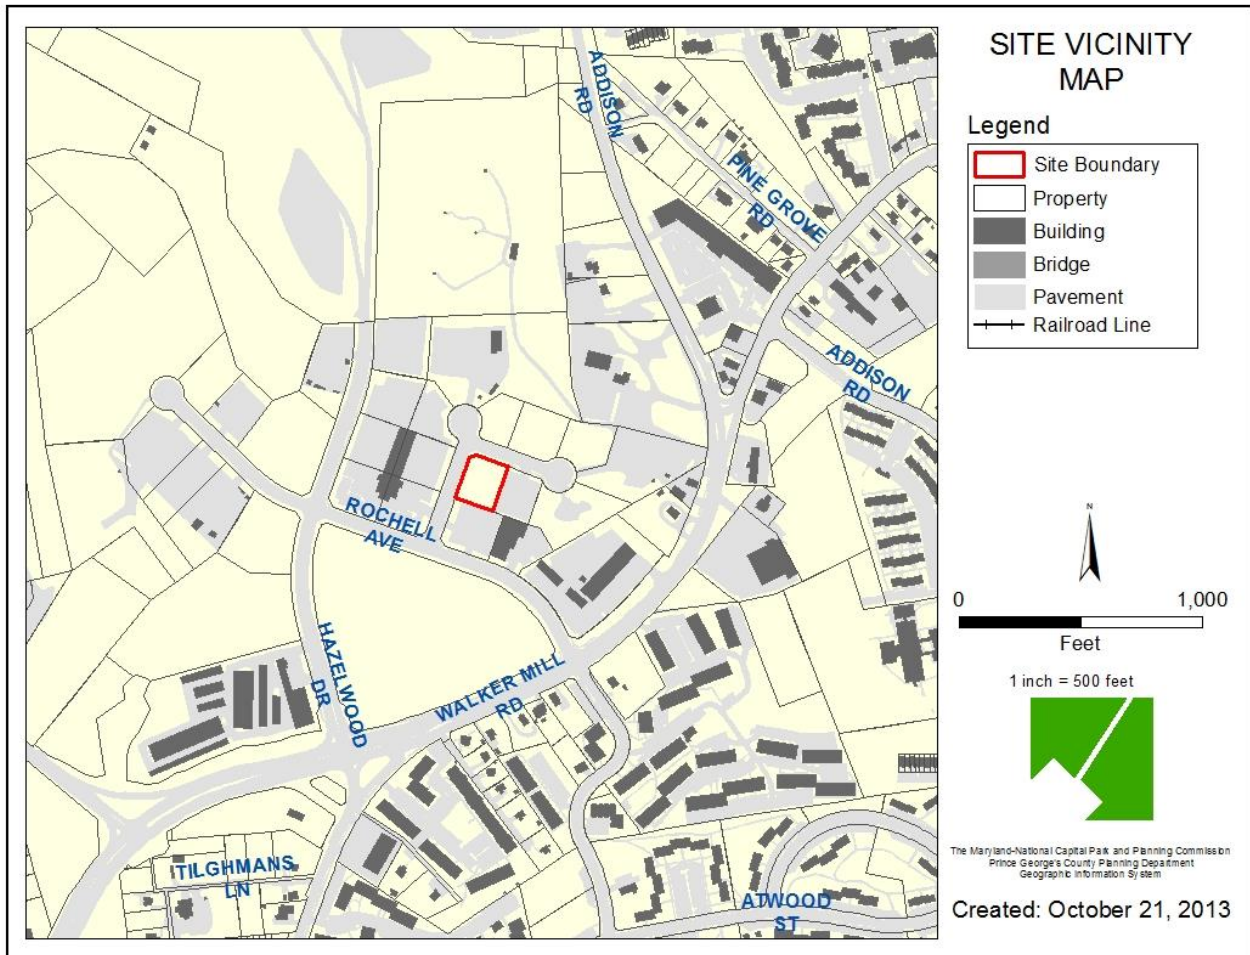 SITE VICINITY
MAP
Legend
Site Boundary
Property
Building
Bridge
Pavement
Railroad Line
ADDISON
RD
PINE GROVE
RD
ADDISON
RD
ROCHELL
AVE
HAZELWOOD
DR
WALKER MILL
RD
TILGHMANS
LN
ATWOOD
ST
N
0 1,000
Feet
1 inch = 500 feet
The Maryland-National Capital Park and Planning Commission
Prince George's County Planning Department
Geographic Information System
Created: October 21, 2013